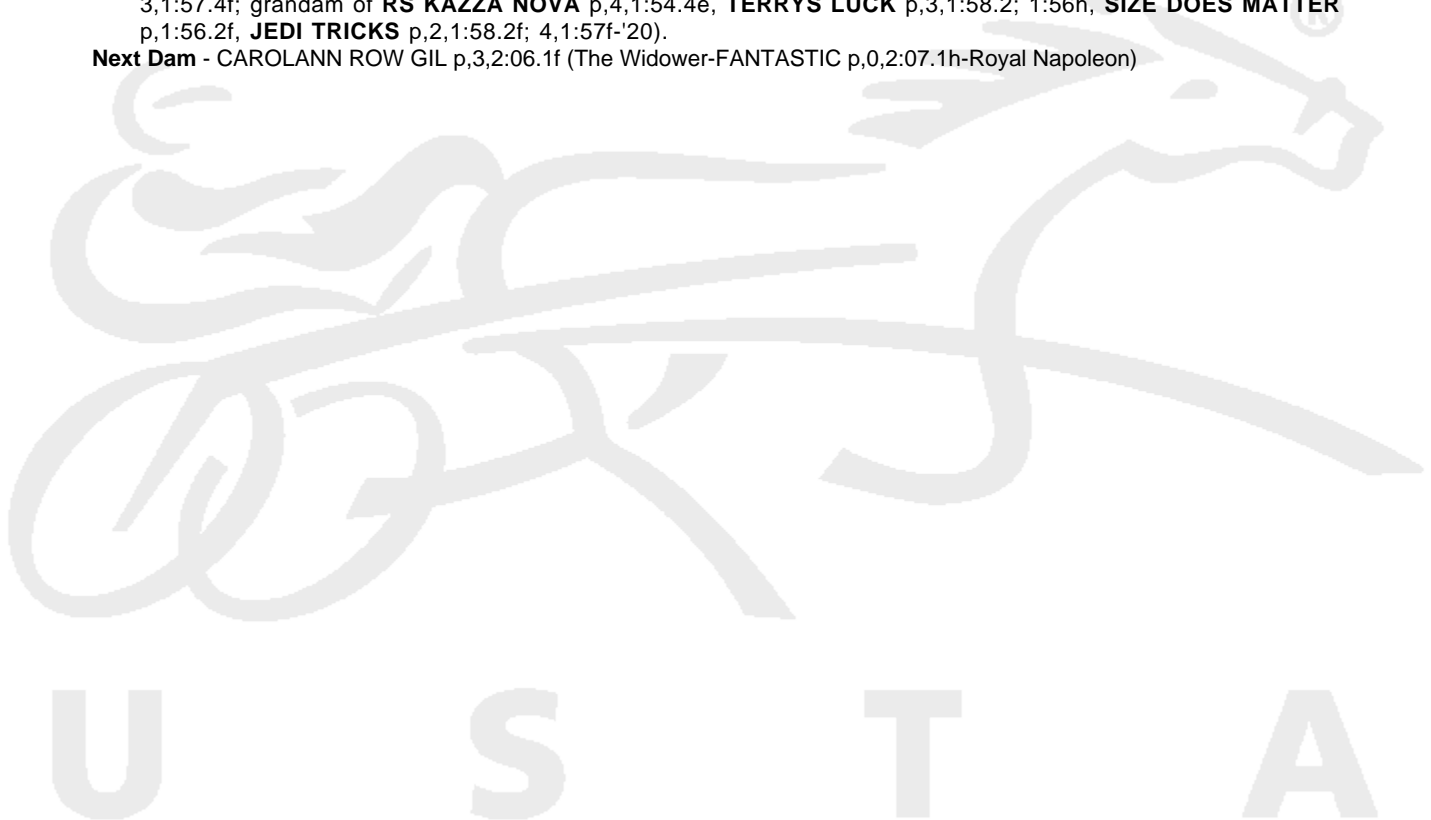 3,1:57.4f; grandam of RS KAZZA NOVA p,4,1:54.4e, TERRYS LUCK p,3,1:58.2; 1:56h, SIZE DOES MATTER
p,1:56.2f, JEDI TRICKS p,2,1:58.2f; 4,1:57f-'20).
Next Dam - CAROLANN ROW GIL p,3,2:06.1f (The Widower-FANTASTIC p,0,2:07.1h-Royal Napoleon)
®
U S T A